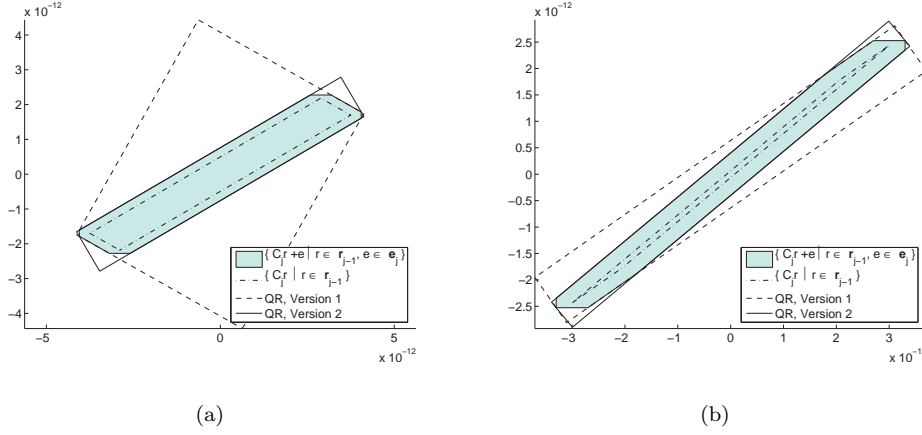 x 10⁻¹²
4
3
2
1
0
−1
−2
−3
−4
−5
0
5
x 10⁻¹²
{ C_j r +e | r ∈ r_{j−1}, e ∈ e_j }
{ C_j r | r ∈ r_{j−1} }
QR, Version 1
QR, Version 2
(a)
x 10⁻¹²
2.5
2
1.5
1
0.5
0
−0.5
−1
−1.5
−2
−2.5
−3
−2
−1
0
1
2
3
x 10⁻¹
{ C_j r +e | r ∈ r_{j−1}, e ∈ e_j }
{ C_j r | r ∈ r_{j−1} }
QR, Version 1
QR, Version 2
(b)